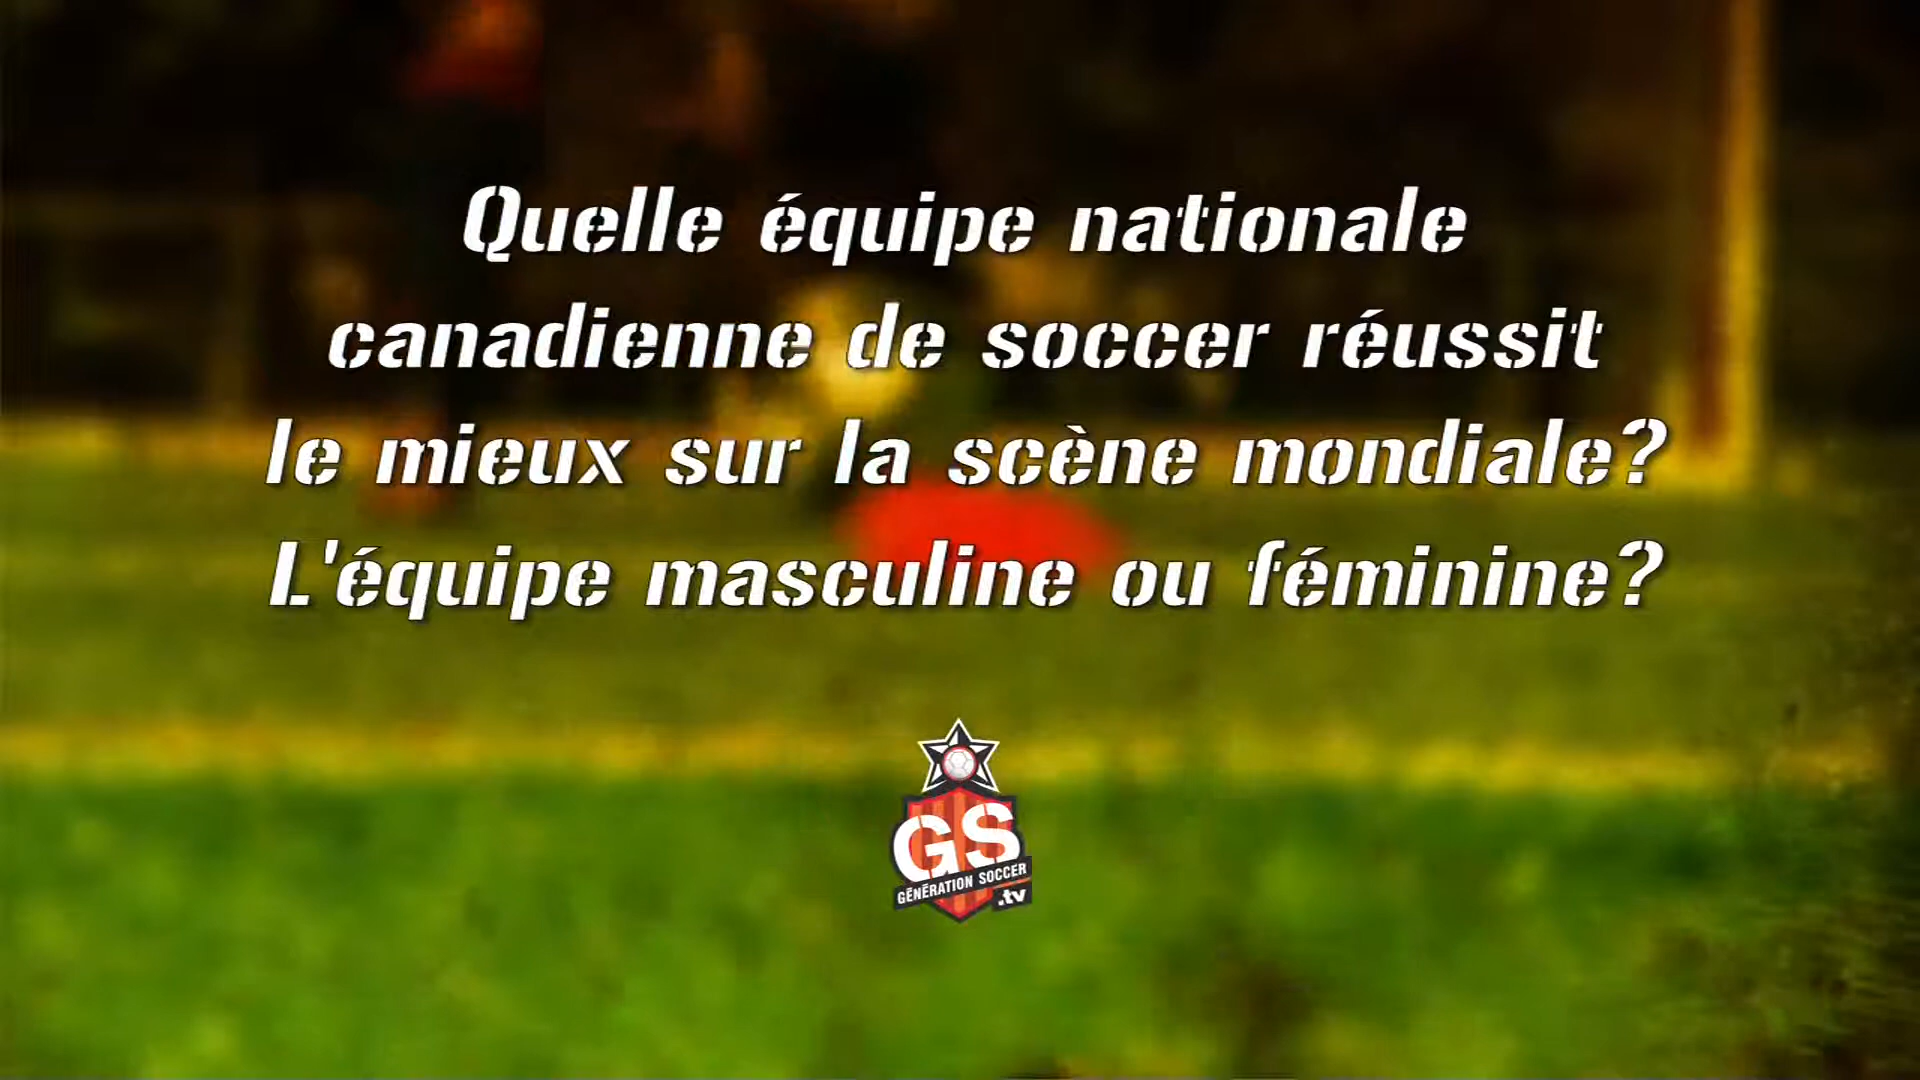 Quelle équipe nationale
canadienne de soccer réussit
le mieux sur la scène mondiale?
L'équipe masculine ou féminine?
GS
GÉNÉRATION SOCCER
.tv